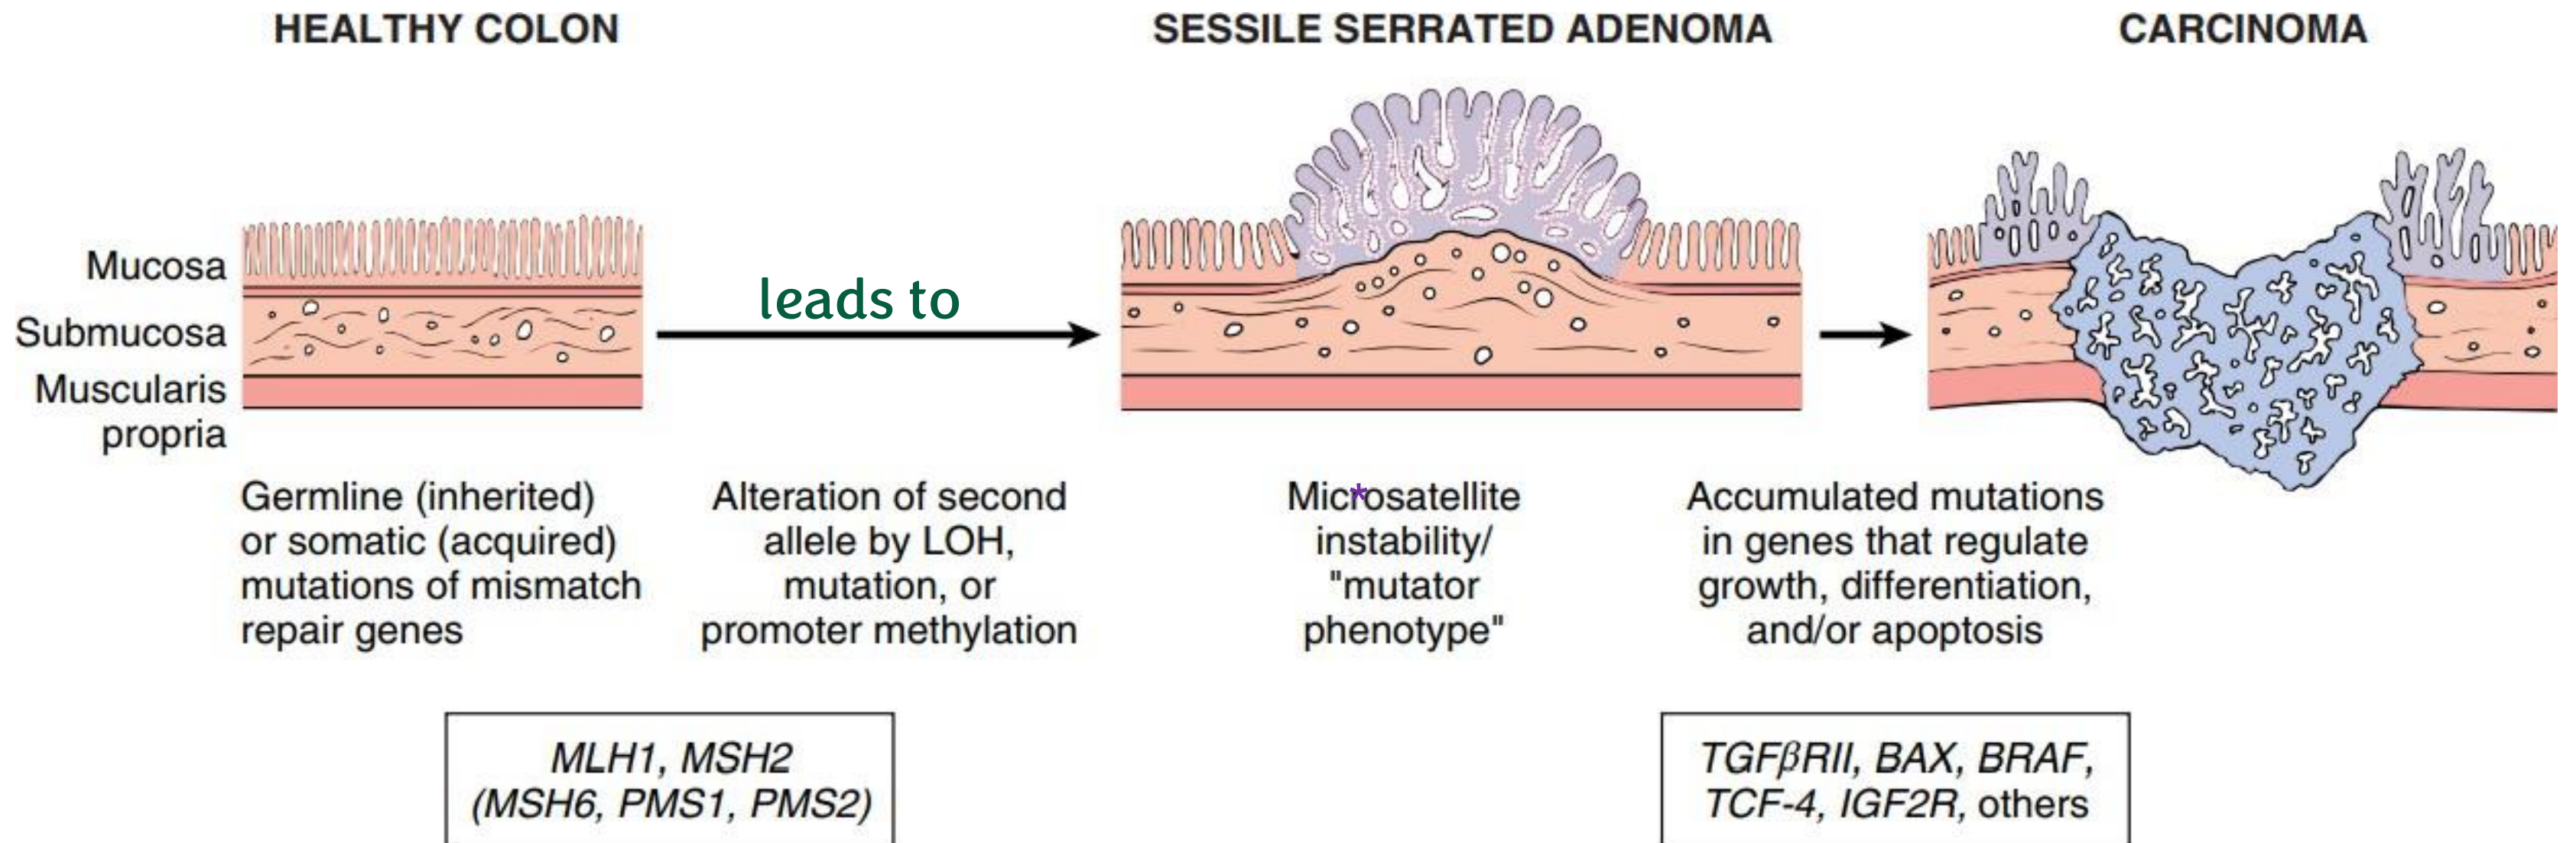 HEALTHY COLON
SESSILE SERRATED ADENOMA
CARCINOMA
Mucosa
Submucosa
Muscularis
propria
leads to
Germline (inherited)
or somatic (acquired)
mutations of mismatch
repair genes
Alteration of second
allele by LOH,
mutation, or
promoter methylation
Microsatellite
instability/
"mutator
phenotype"
*
Accumulated mutations
in genes that regulate
growth, differentiation,
and/or apoptosis
MLH1, MSH2
(MSH6, PMS1, PMS2)
TGFβRII, BAX, BRAF,
TCF-4, IGF2R, others